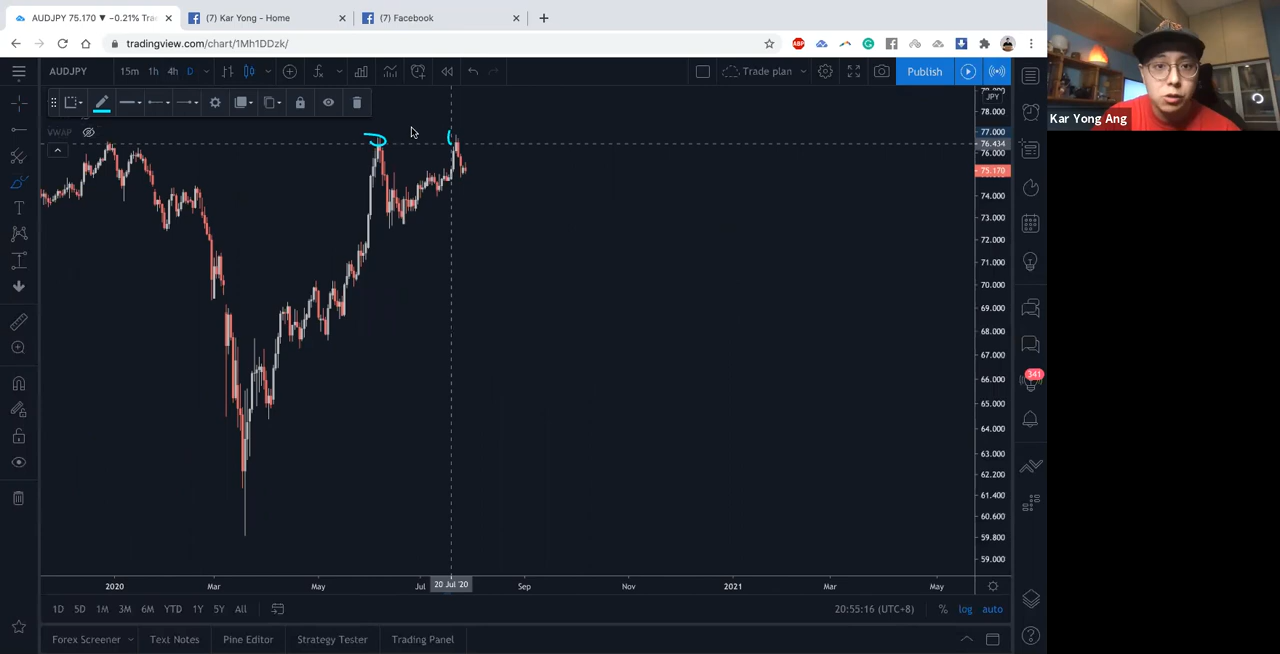 AUDJPY 75.170 ▼ −0.21% Tra
(7) Kar Yong - Home
(7) Facebook
tradingview.com/chart/1Mh1DDzk/
ABP
AUDJPY
15m
1h
4h
D
Trade plan
Publish
JPY
VWAP
78.000
77.000
76.434
76.000
75.170
74.000
73.000
72.000
71.000
70.000
69.000
68.000
67.000
66.000
65.000
64.000
63.000
62.200
61.400
60.600
59.800
59.000
341
2020
Mar
May
Jul
20 Jul '20
Sep
Nov
2021
Mar
May
1D
5D
1M
3M
6M
YTD
1Y
5Y
All
20:55:16 (UTC+8)
%
log
auto
Forex Screener
Text Notes
Pine Editor
Strategy Tester
Trading Panel
Kar Yong Ang